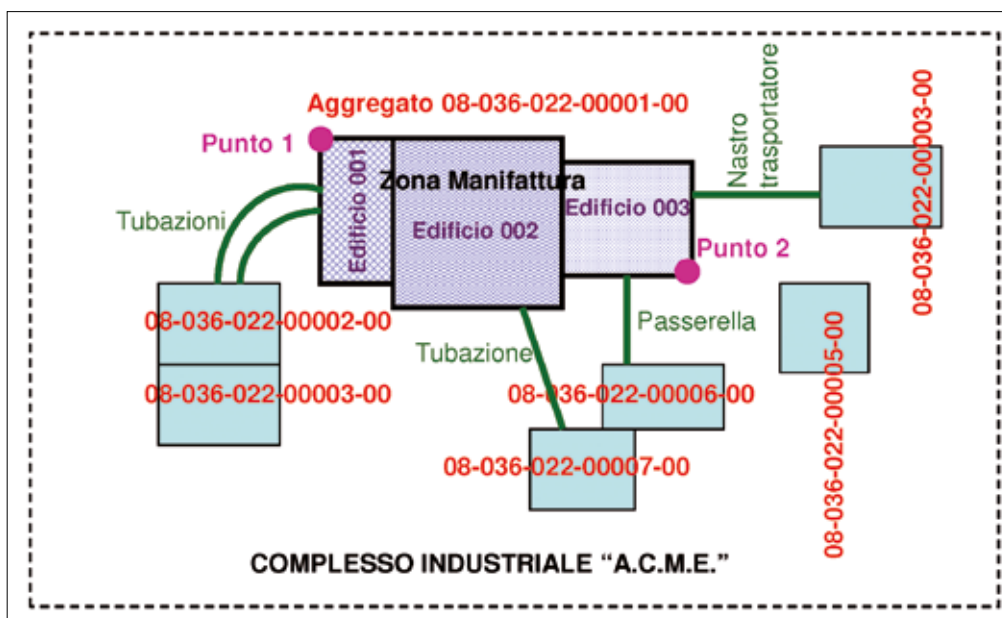 Aggregato 08-036-022-00001-00
Punto 1
Nastro
trasportatore
08-036-022-00003-00
Edificio 001
Zona Manifattura
Edificio 002
Edificio 003
Tubazioni
Punto 2
08-036-022-00002-00
Passerella
Tubazione
08-036-022-00005-00
08-036-022-00003-00
08-036-022-00006-00
08-036-022-00007-00
COMPLESSO INDUSTRIALE “A.C.M.E.”